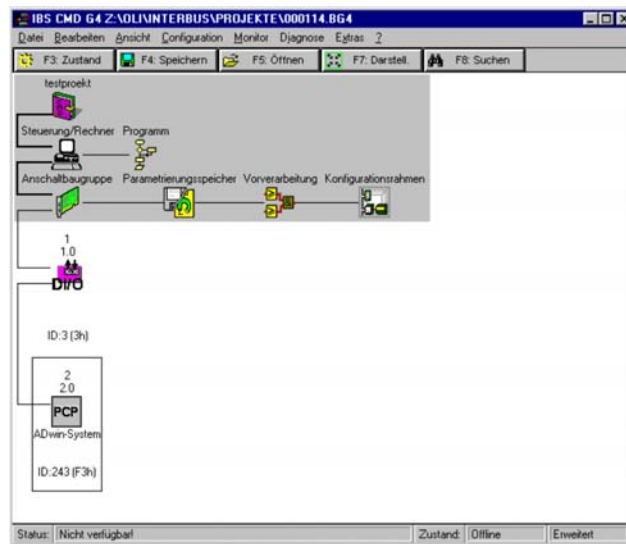 IBS CMD G4 Z:\OLI\INTERBUS\PROJEKTE\000114.BG4
Datei Bearbeiten Ansicht Configuration Monitor Diagnose Extras ?
F3: Zustand F4: Speichern F5: Öffnen F7: Darstell. F8: Suchen
testproekt
Steuerung/Rechner Programm
Anschaltbaugruppe Parametrierungsspeicher Vorverarbeitung Konfigurationsrahmen
1
1.0
DI/O
ID:3 (3h)
2
2.0
PCP
ADwin-System
ID:243 (F3h)
Status: Nicht verfügbar! Zustand: Offline Erweitert